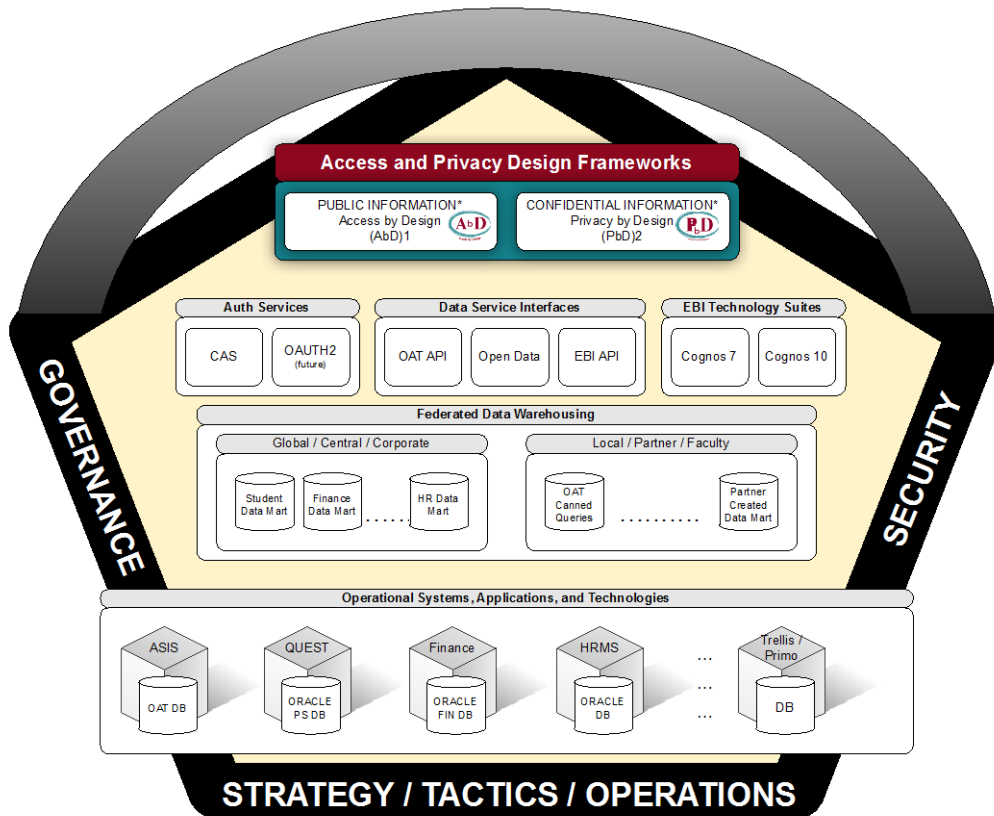 Access and Privacy Design Frameworks
PUBLIC INFORMATION*
Access by Design
(AbD)1
AbD
CONFIDENTIAL INFORMATION*
Privacy by Design
(PbD)2
PbD
Auth Services
CAS
OAUTH2
(future)
Data Service Interfaces
OAT API
Open Data
EBI API
EBI Technology Suites
Cognos 7
Cognos 10
Federated Data Warehousing
Global / Central / Corporate
Student
Data Mart
Finance
Data Mart
......
HR Data
Mart
Local / Partner / Faculty
OAT
Canned
Queries
..........
Partner
Created
Data Mart
GOVERNANCE
SECURITY
Operational Systems, Applications, and Technologies
ASIS
OAT DB
QUEST
ORACLE
PS DB
Finance
ORACLE
FIN DB
HRMS
ORACLE
DB
...
...
...
Trellis /
Primo
DB
STRATEGY / TACTICS / OPERATIONS